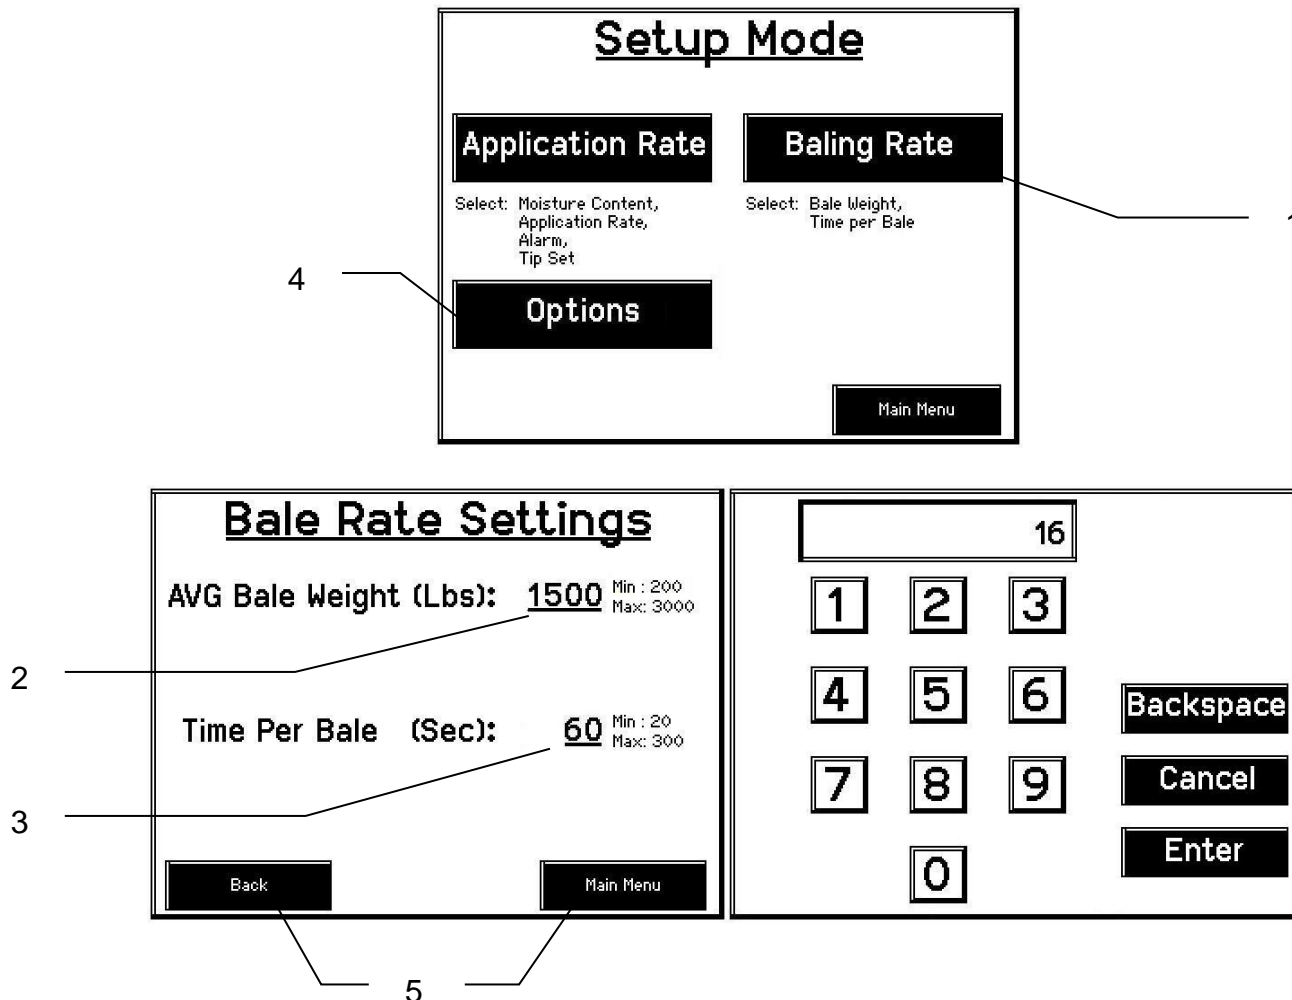 Setup Mode
Application Rate
Baling Rate
Select: Moisture Content,
Application Rate,
Alarm,
Tip Set
Select: Bale Weight,
Time per Bale
4
Options
Main Menu
Bale Rate Settings
AVG Bale Weight (Lbs): 1500 Min : 200
Max: 3000
2
Time Per Bale (Sec): 60 Min : 20
Max: 300
3
Back
Main Menu
5
16
1 2 3
4 5 6
Backspace
7 8 9
Cancel
0
Enter